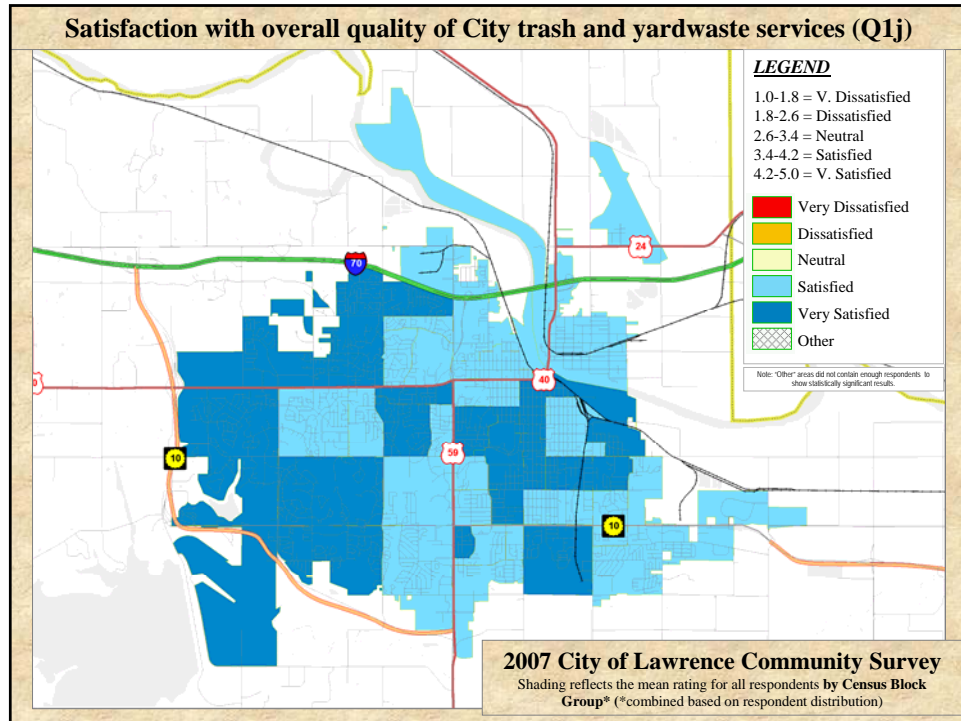 Satisfaction with overall quality of City trash and yardwaste services (Q1j)
LEGEND
1.0-1.8 = V. Dissatisfied
1.8-2.6 = Dissatisfied
2.6-3.4 = Neutral
3.4-4.2 = Satisfied
4.2-5.0 = V. Satisfied
Very Dissatisfied
Dissatisfied
Neutral
Satisfied
Very Satisfied
Other
Note: "Other" areas did not contain enough respondents to
show statistically significant results.
24
70
40
59
10
10
2007 City of Lawrence Community Survey
Shading reflects the mean rating for all respondents by Census Block
Group* (*combined based on respondent distribution)